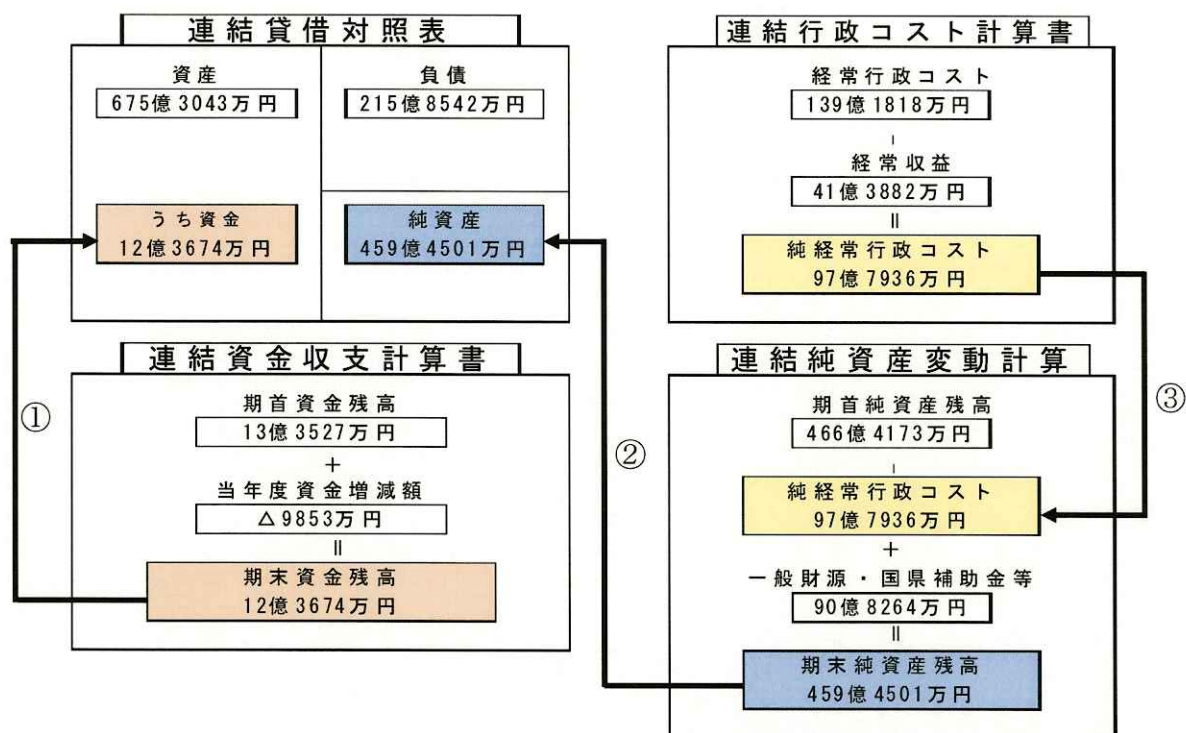 連結貸借対照表
資産
675億3043万円
負債
215億8542万円
うち資金
12億3674万円
純資産
459億4501万円
連結行政コスト計算書
経常行政コスト
139億1818万円
-
経常収益
41億3882万円
=
純経常行政コスト
97億7936万円
連結資金収支計算書
期首資金残高
13億3527万円
+
当年度資金増減額
△9853万円
=
期末資金残高
12億3674万円
連結純資産変動計算
期首純資産残高
466億4173万円
-
純経常行政コスト
97億7936万円
+
一般財源・国県補助金等
90億8264万円
=
期末純資産残高
459億4501万円
①
②
③